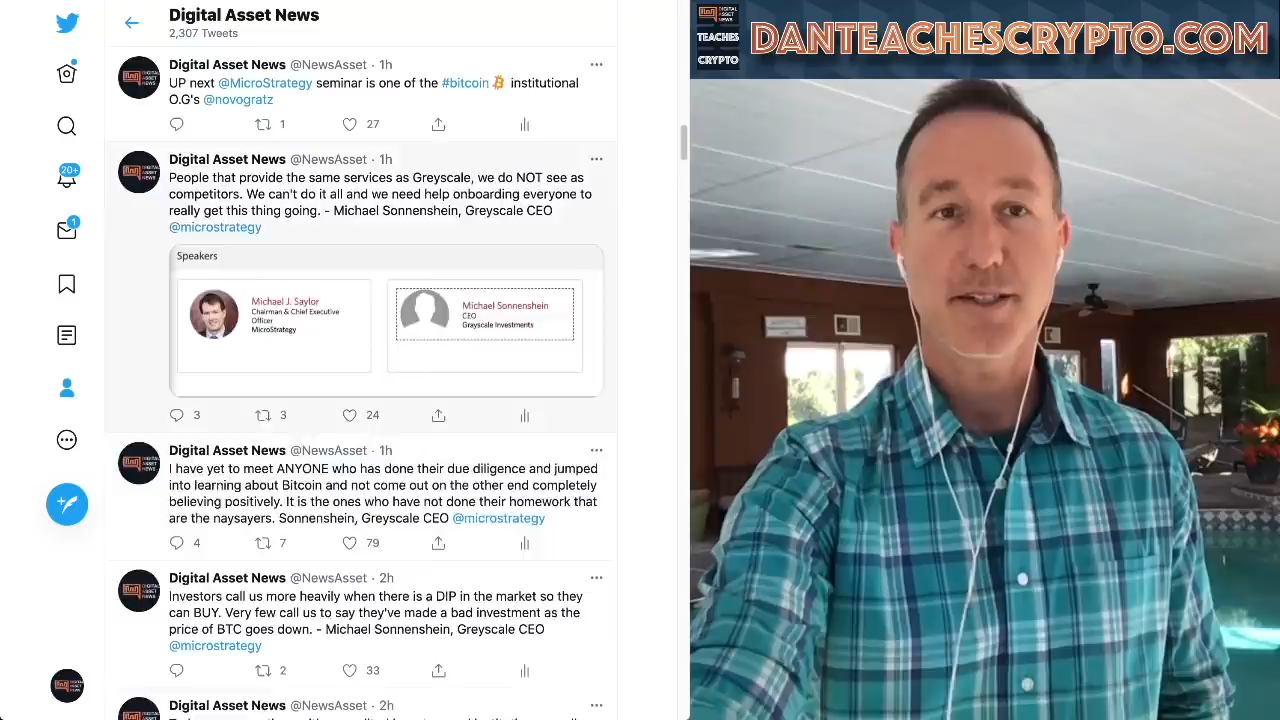 Digital Asset News
2,307 Tweets
Digital Asset News @NewsAsset · 1h
UP next @MicroStrategy seminar is one of the #bitcoin institutional
O.G's @novogratz
1
27
Digital Asset News @NewsAsset · 1h
People that provide the same services as Greyscale, we do NOT see as
competitors. We can't do it all and we need help onboarding everyone to
really get this thing going. - Michael Sonnenshein, Greyscale CEO
@microstrategy
Speakers
Michael J. Saylor
Chairman & Chief Executive
Officer
MicroStrategy
Michael Sonnenshein
CEO
Grayscale Investments
3
3
24
Digital Asset News @NewsAsset · 1h
I have yet to meet ANYONE who has done their due diligence and jumped
into learning about Bitcoin and not come out on the other end completely
believing positively. It is the ones who have not done their homework that
are the naysayers. Sonnenshein, Greyscale CEO @microstrategy
4
7
79
Digital Asset News @NewsAsset · 2h
Investors call us more heavily when there is a DIP in the market so they
can BUY. Very few call us to say they've made a bad investment as the
price of BTC goes down. - Michael Sonnenshein, Greyscale CEO
@microstrategy
2
33
Digital Asset News @NewsAsset · 2h
20+
1
DIGITAL
ASSET
NEWS
TEACHES
CRYPTO
DANTEACHESCRYPTO.COM